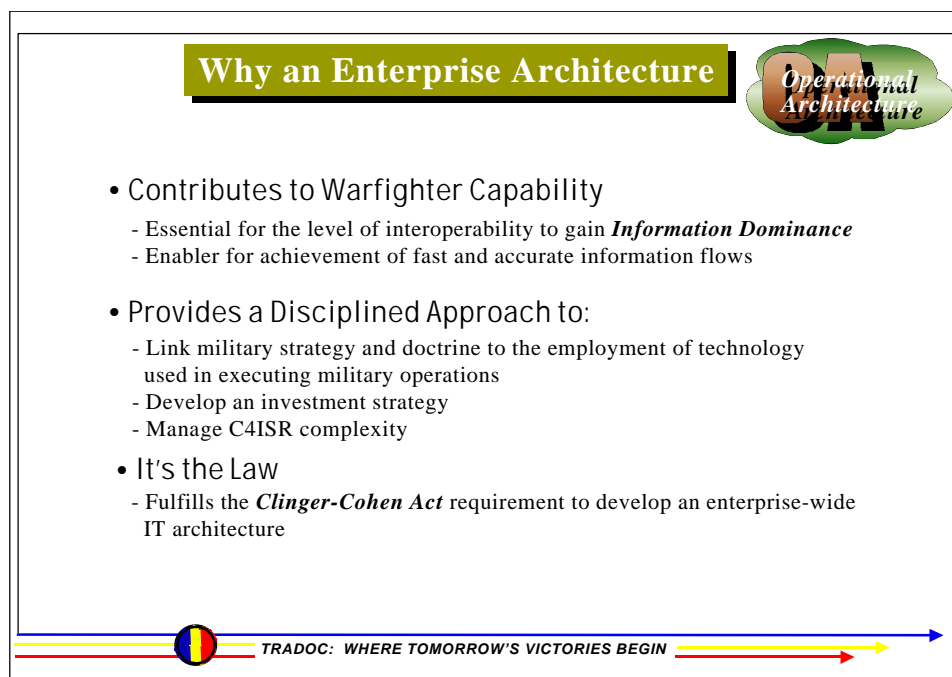 Why an Enterprise Architecture
OA
Operational
Architecture
• Contributes to Warfighter Capability
- Essential for the level of interoperability to gain Information Dominance
- Enabler for achievement of fast and accurate information flows
• Provides a Disciplined Approach to:
- Link military strategy and doctrine to the employment of technology
used in executing military operations
- Develop an investment strategy
- Manage C4ISR complexity
• It's the Law
- Fulfills the Clinger-Cohen Act requirement to develop an enterprise-wide
IT architecture
TRADOC: WHERE TOMORROW'S VICTORIES BEGIN